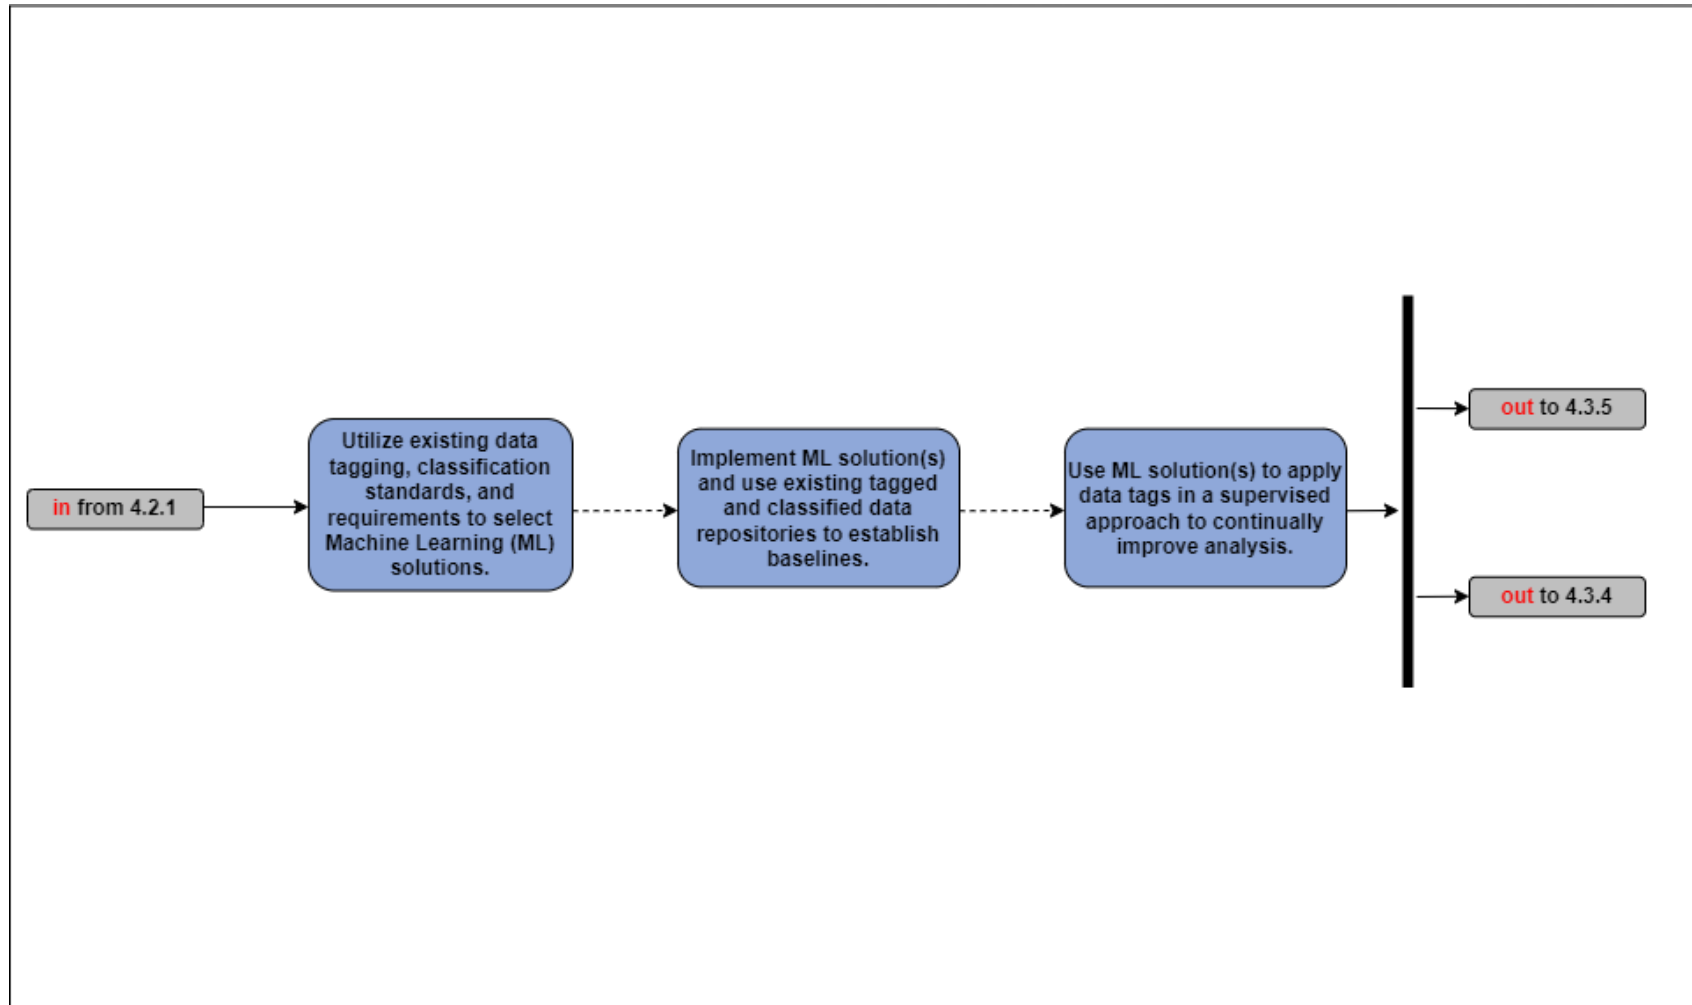 in from 4.2.1
Utilize existing data
tagging, classification
standards, and
requirements to select
Machine Learning (ML)
solutions.
Implement ML solution(s)
and use existing tagged
and classified data
repositories to establish
baselines.
Use ML solution(s) to apply
data tags in a supervised
approach to continually
improve analysis.
out to 4.3.5
out to 4.3.4